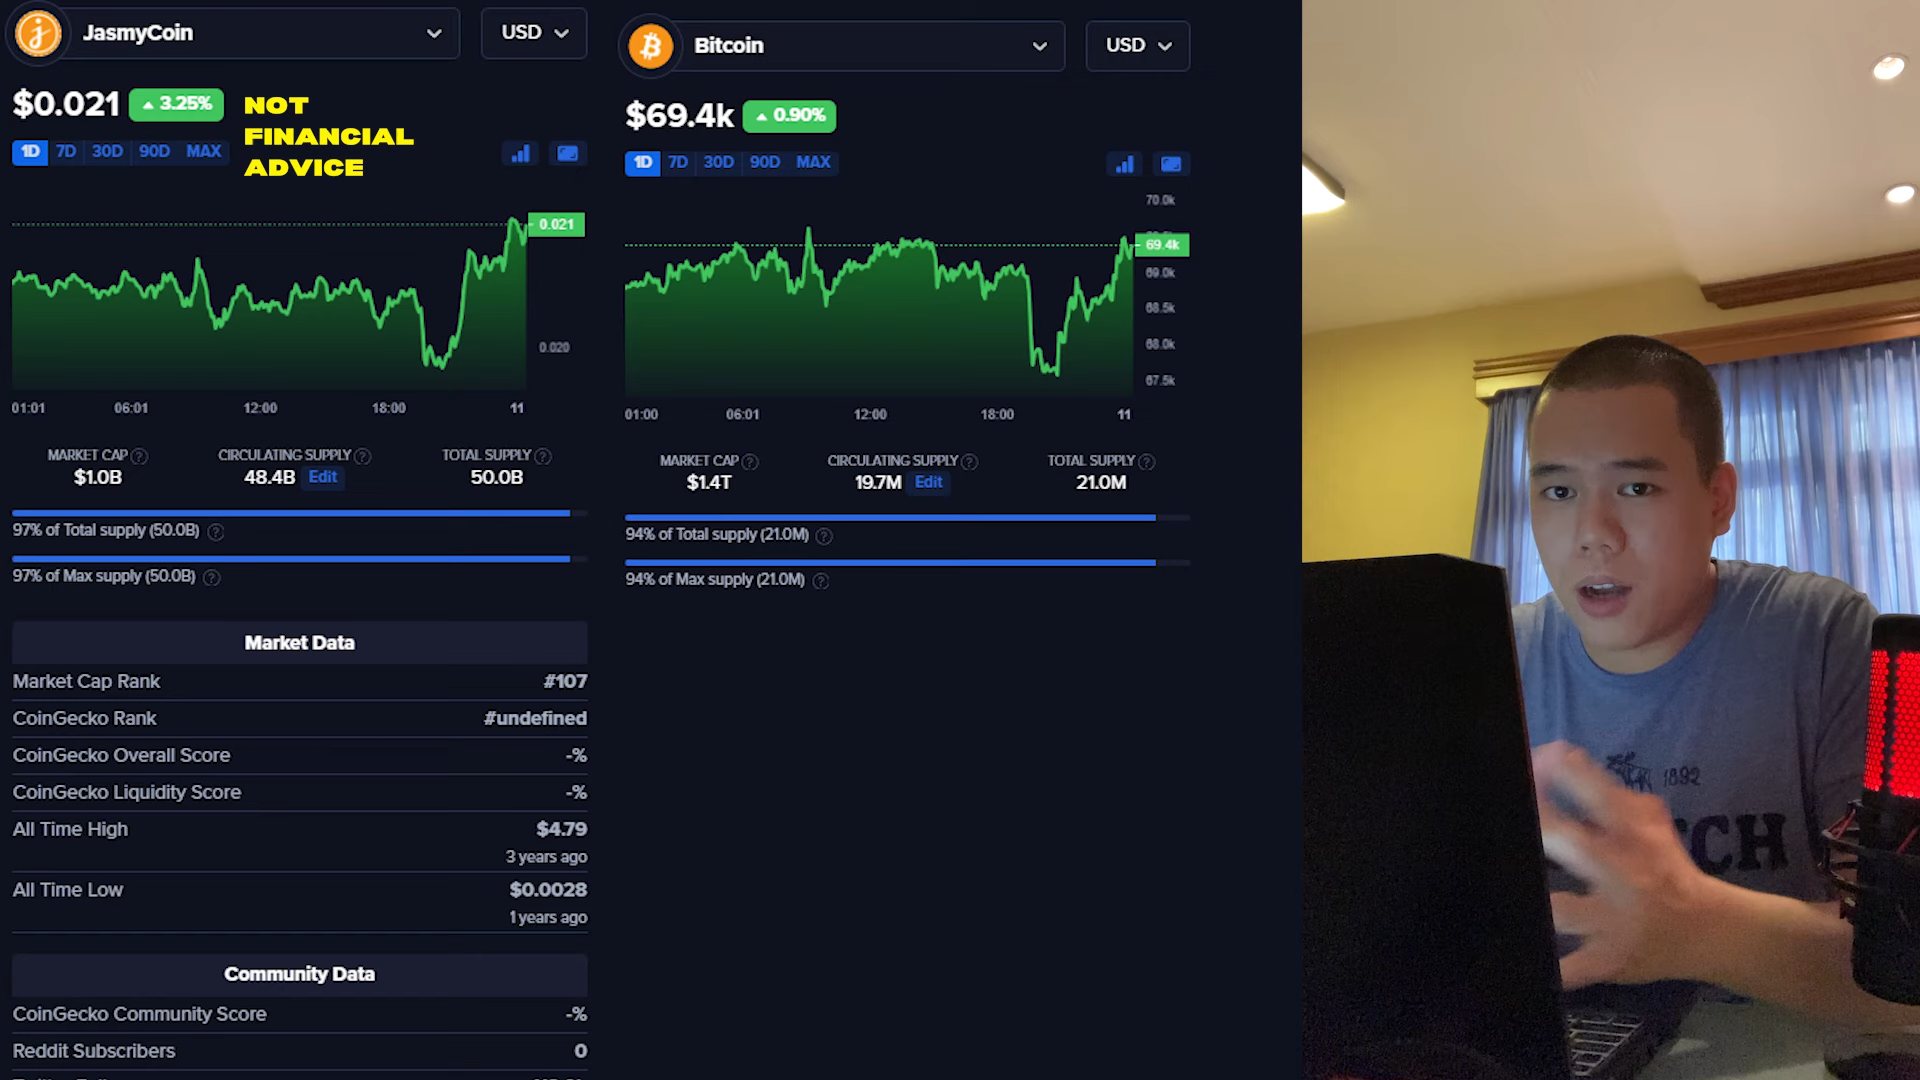 JasmyCoin
USD
$0.021
3.25%
NOT
FINANCIAL
ADVICE
1D 7D 30D 90D MAX
0.021
0.020
01:01 06:01 12:00 18:00 11
MARKET CAP ? CIRCULATING SUPPLY ? TOTAL SUPPLY ?
$1.0B 48.4B Edit 50.0B
97% of Total supply (50.0B) ?
97% of Max supply (50.0B) ?
Market Data
Market Cap Rank #107
CoinGecko Rank #undefined
CoinGecko Overall Score -%
CoinGecko Liquidity Score -%
All Time High $4.79
3 years ago
All Time Low $0.0028
1 years ago
Community Data
CoinGecko Community Score -%
Reddit Subscribers 0
Bitcoin
USD
$69.4k
0.90%
1D 7D 30D 90D MAX
70.0k
69.4k
69.0k
68.5k
68.0k
67.5k
01:00 06:01 12:00 18:00 11
MARKET CAP ? CIRCULATING SUPPLY ? TOTAL SUPPLY ?
$1.4T 19.7M Edit 21.0M
94% of Total supply (21.0M) ?
94% of Max supply (21.0M) ?
1892